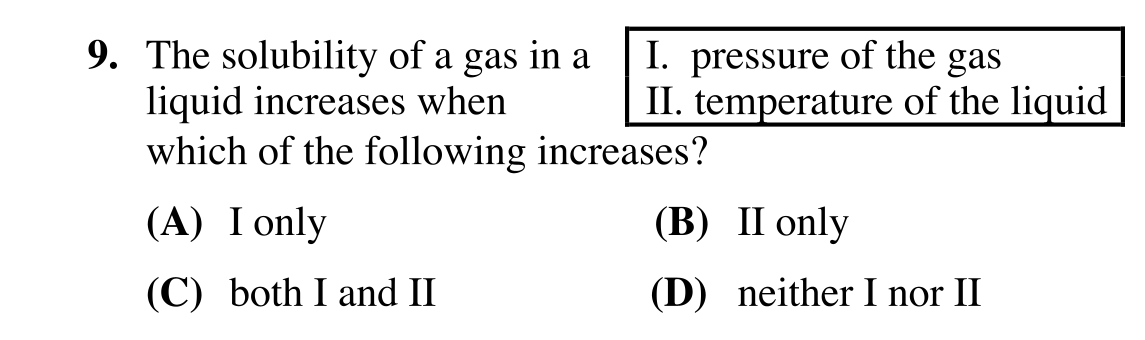 9. The solubility of a gas in a
liquid increases when
which of the following increases?
I. pressure of the gas
II. temperature of the liquid
(A) I only
(B) II only
(C) both I and II
(D) neither I nor II